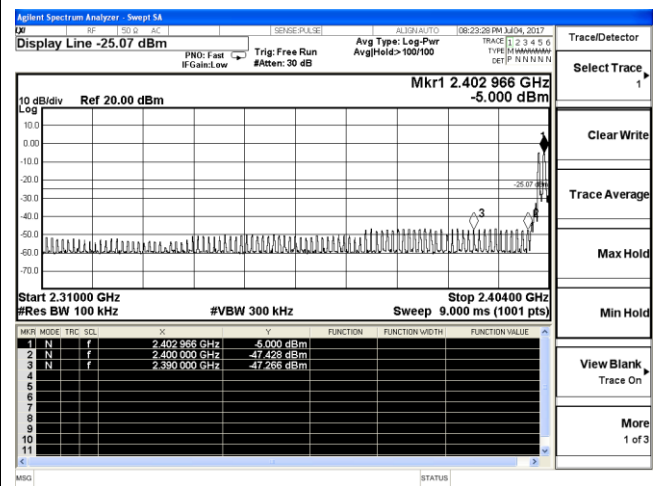 Agilent Spectrum Analyzer - Swept SA
RF 50 Ω AC SENSE:PULSE ALIGN AUTO 08:23:28 PM Jul 04, 2017
Display Line -25.07 dBm
PNO: Fast Trig: Free Run Avg Type: Log-Pwr TRACE 1 2 3 4 5 6
IFGain:Low #Atten: 30 dB Avg|Hold:>100/100 TYPE M
DET P N N N N N
Trace/Detector
Select Trace
1
Clear Write
Trace Average
Max Hold
Min Hold
View Blank
Trace On
More
1 of 3
Mkr1 2.402 966 GHz
-5.000 dBm
10 dB/div Ref 20.00 dBm
Log
10.0
0.00
-10.0
-20.0
-25.07 dBm
-30.0
-40.0
3
-50.0
-60.0
-70.0
Start 2.31000 GHz Stop 2.40400 GHz
#Res BW 100 kHz #VBW 300 kHz Sweep 9.000 ms (1001 pts)
MKR MODE TRC SCL X Y FUNCTION FUNCTION WIDTH FUNCTION VALUE
1 N f 2.402 966 GHz -5.000 dBm
2 N f 2.400 000 GHz -47.428 dBm
3 N f 2.390 000 GHz -47.266 dBm
4
5
6
7
8
9
10
11
MSG STATUS